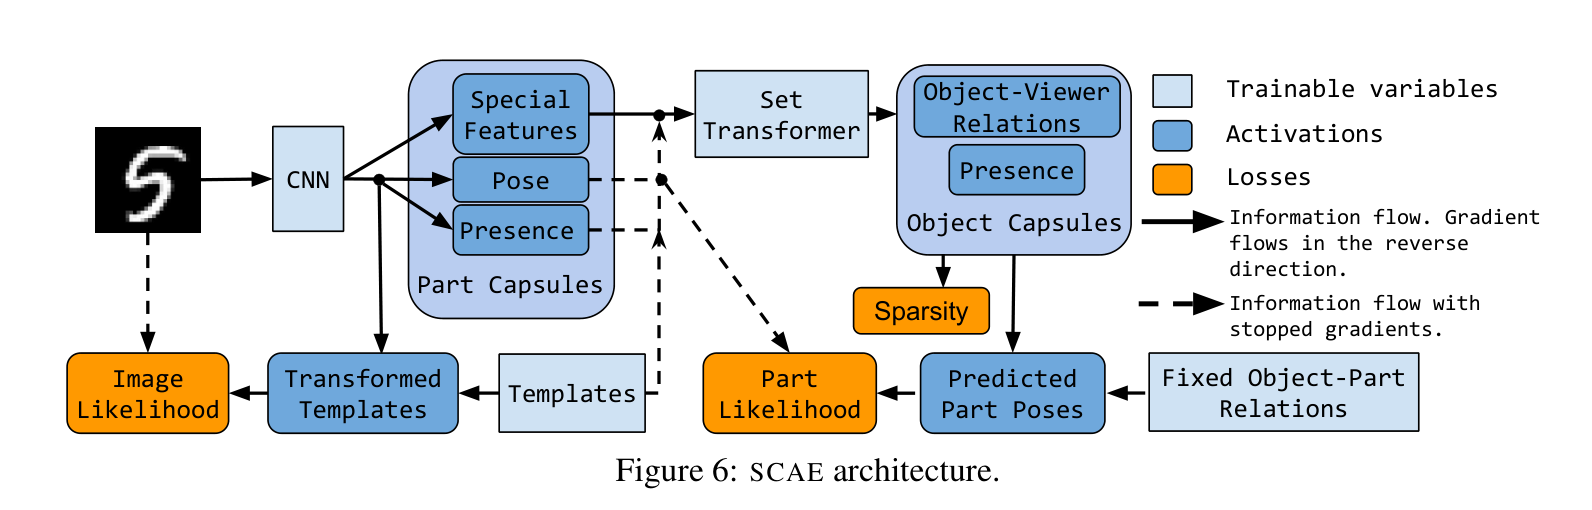 CNN
Special
Features
Pose
Presence
Part Capsules
Set
Transformer
Object-Viewer
Relations
Presence
Object Capsules
Sparsity
Image
Likelihood
Transformed
Templates
Templates
Part
Likelihood
Predicted
Part Poses
Fixed Object-Part
Relations
Trainable variables
Activations
Losses
Information flow. Gradient
flows in the reverse
direction.
Information flow with
stopped gradients.
Figure 6: SCAE architecture.
5